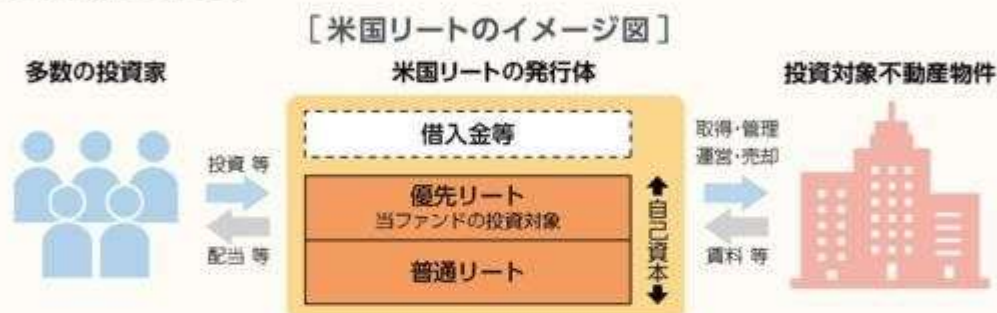 [米国リートのイメージ図]
多数の投資家
米国リートの発行体
投資対象不動産物件
借入金等
投資 等
配当 等
優先リート
当ファンドの投資対象
普通リート
自己資本
取得・管理
運営・売却
賃料 等